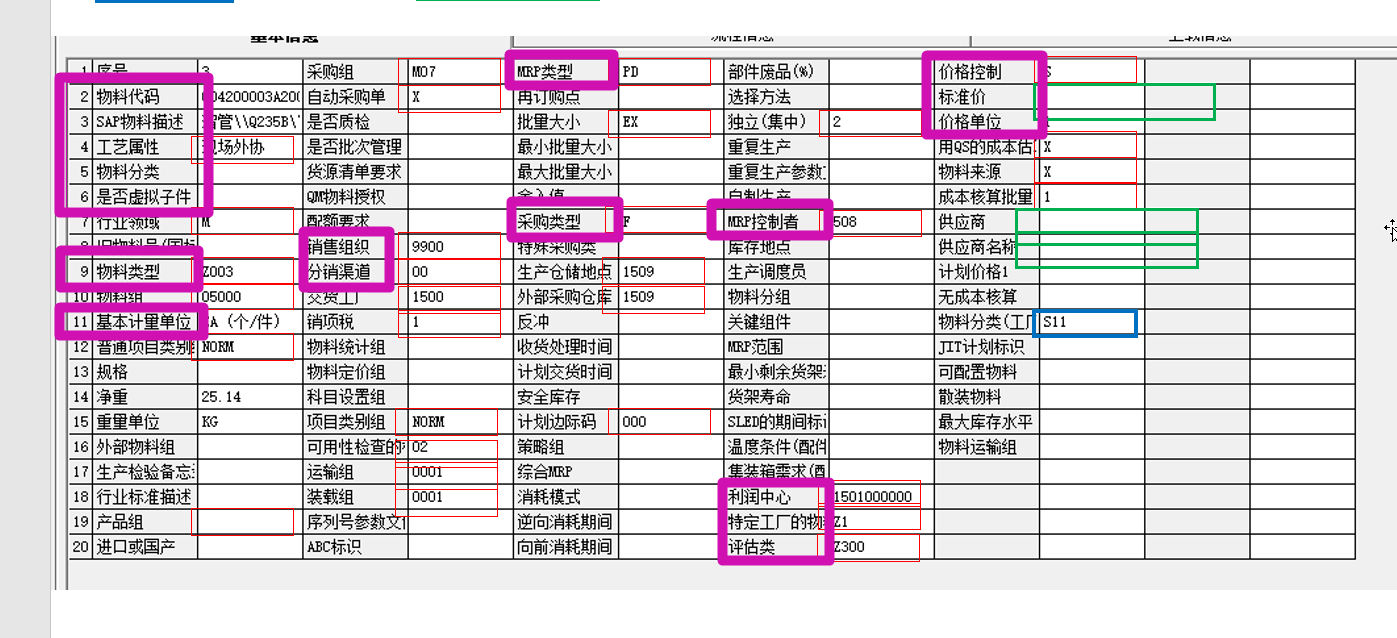 基本信息
1 序号 3 采购组 M07 MRP类型 PD 部件废品(%) 价格控制 S
2 物料代码 004200003A200 自动采购单 X 再订购点 选择方法 标准价
3 SAP物料描述 \\Q235B\ 是否质检 批量大小 EX 独立(集中) 2 价格单位
4 工艺属性 现场外协 是否批次管理 最小批量大小 重复生产 用QS的成本估 X
5 物料分类 货源清单要求 最大批量大小 重复生产参数 物料来源 X
6 是否虚拟子件 QM物料授权 舍入值 自制生产 成本核算批量 1
7 行业领域 M 配额要求 采购类型 F MRP控制者 508 供应商
销售组织 9900 特殊采购类 库存地点 供应商名称
9 物料类型 Z003 分销渠道 00 生产仓储地点 1509 生产调度员 计划价格1
10 物料组 05000 交货工厂 1500 外部采购仓库 1509 物料分组 无成本核算
11 基本计量单位 EA (个/件) 销项税 1 反冲 关键组件 物料分类(工厂 S11
12 普通项目类别 NORM 物料统计组 收货处理时间 MRP范围 JIT计划标识
13 规格 物料定价组 计划交货时间 最小剩余货架 可配置物料
14 净重 25.14 科目设置组 安全库存 货架寿命 散装物料
15 重量单位 KG 项目类别组 NORM 计划边际码 000 SLED的期间标 最大库存水平
16 外部物料组 可用性检查的 02 策略组 温度条件(配件 物料运输组
17 生产检验备忘 运输组 0001 综合MRP 集装箱需求(配
18 行业标准描述 装载组 0001 消耗模式 利润中心 1501000000
19 产品组 序列号参数文 逆向消耗期间 特定工厂的物 Z1
20 进口或国产 ABC标识 向前消耗期间 评估类 Z300